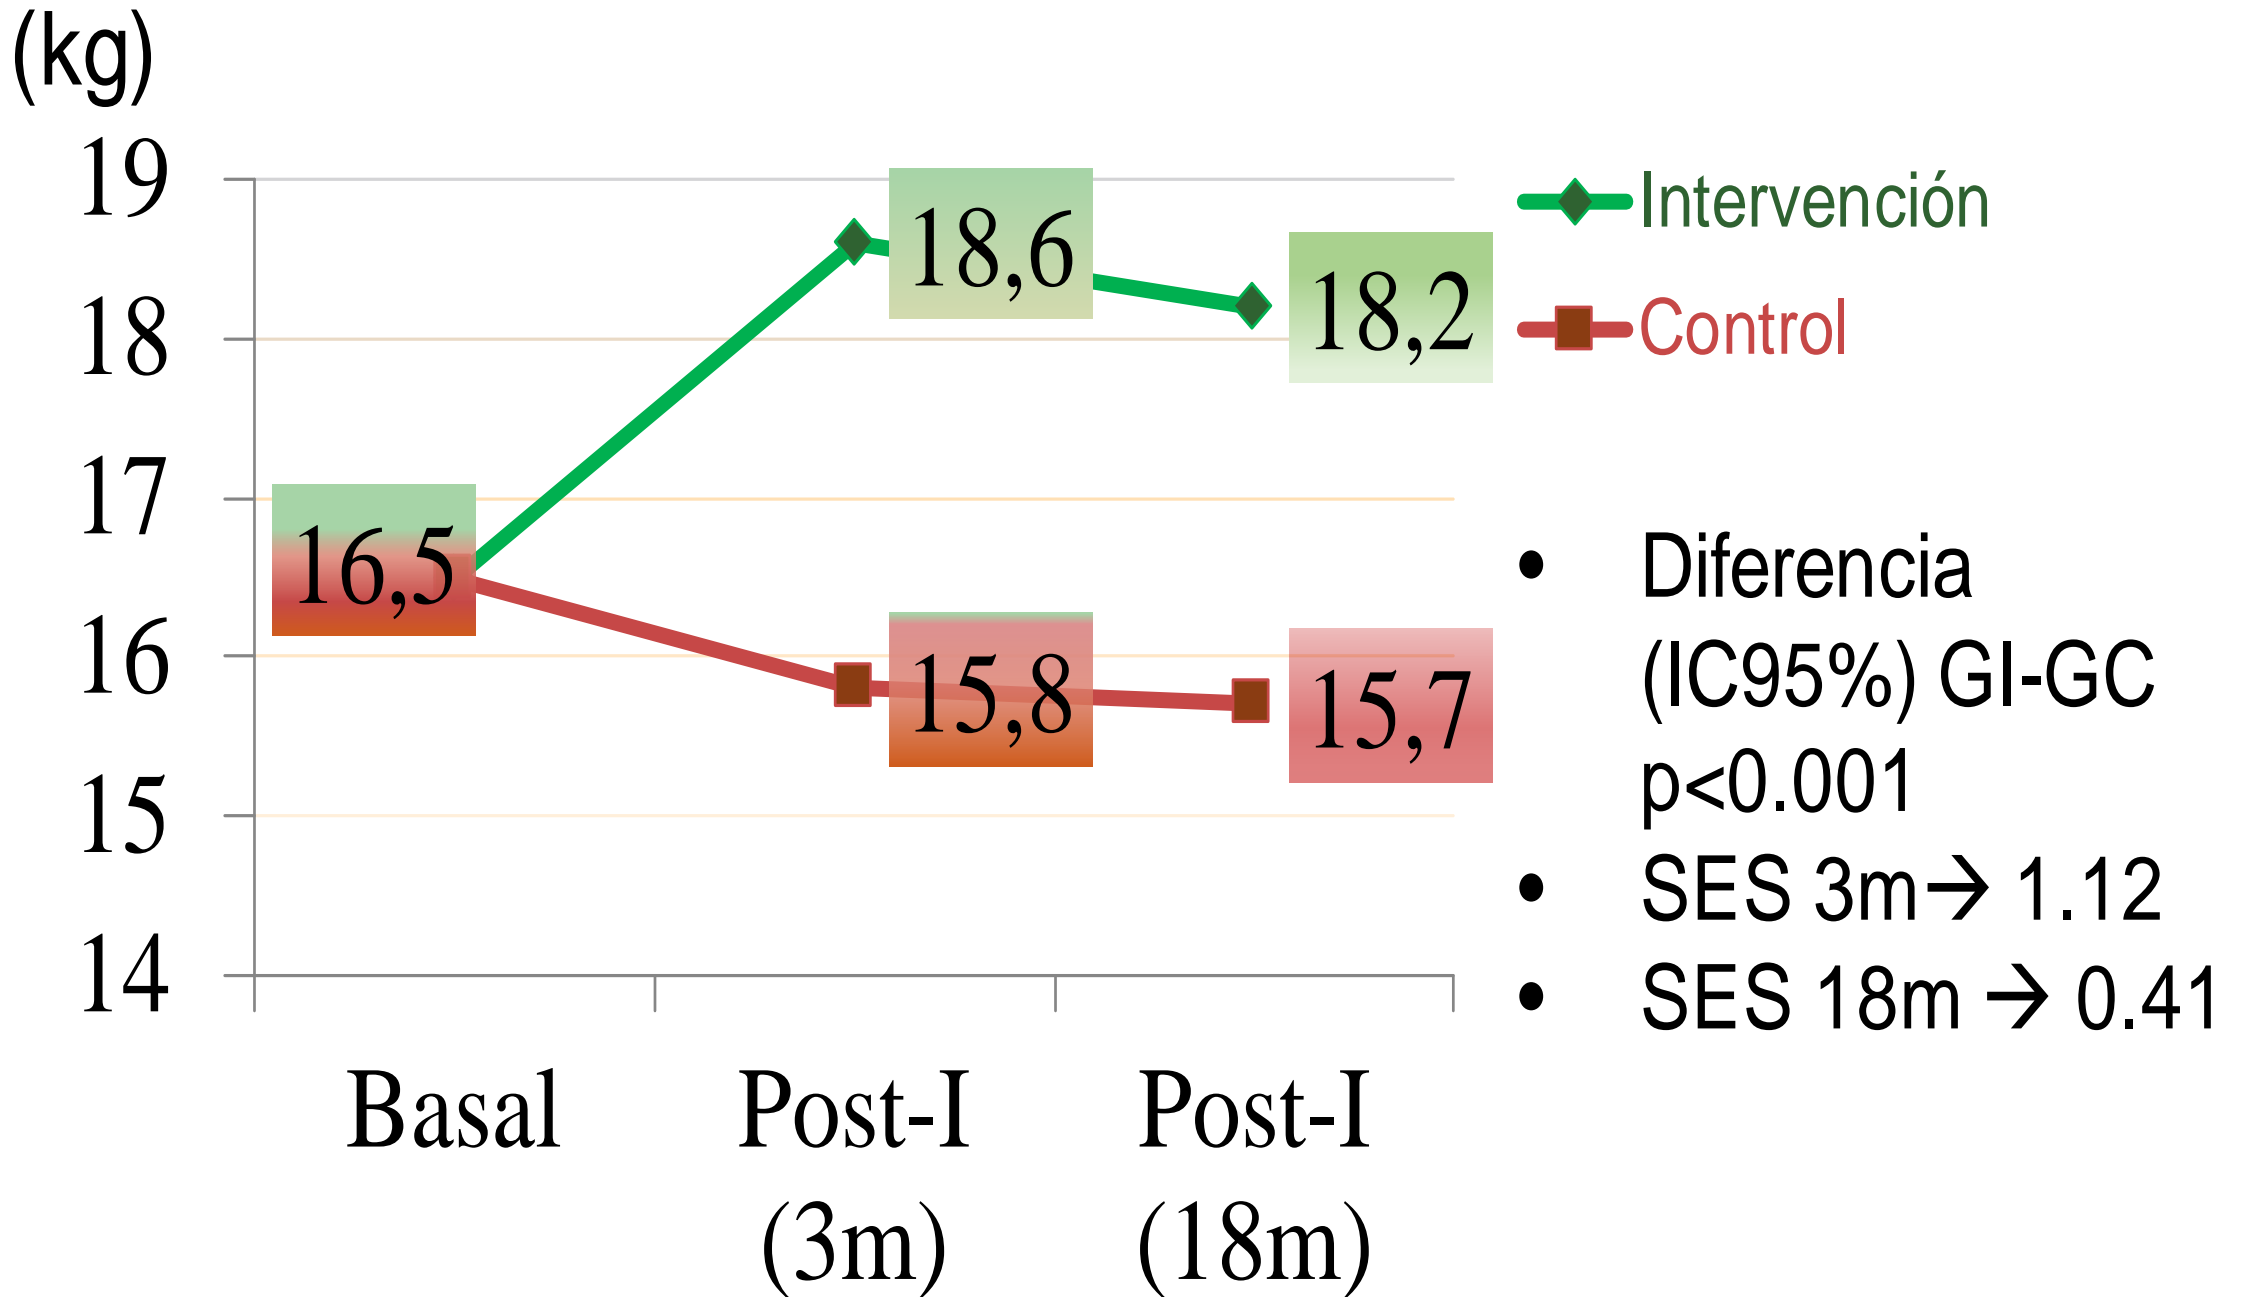 (kg)
19
18
17
16
15
14
16,5
18,6
18,2
15,8
15,7
Basal
Post-I
(3m)
Post-I
(18m)
Intervención
Control
• Diferencia
(IC95%) GI-GC
p<0.001
• SES 3m→ 1.12
• SES 18m → 0.41